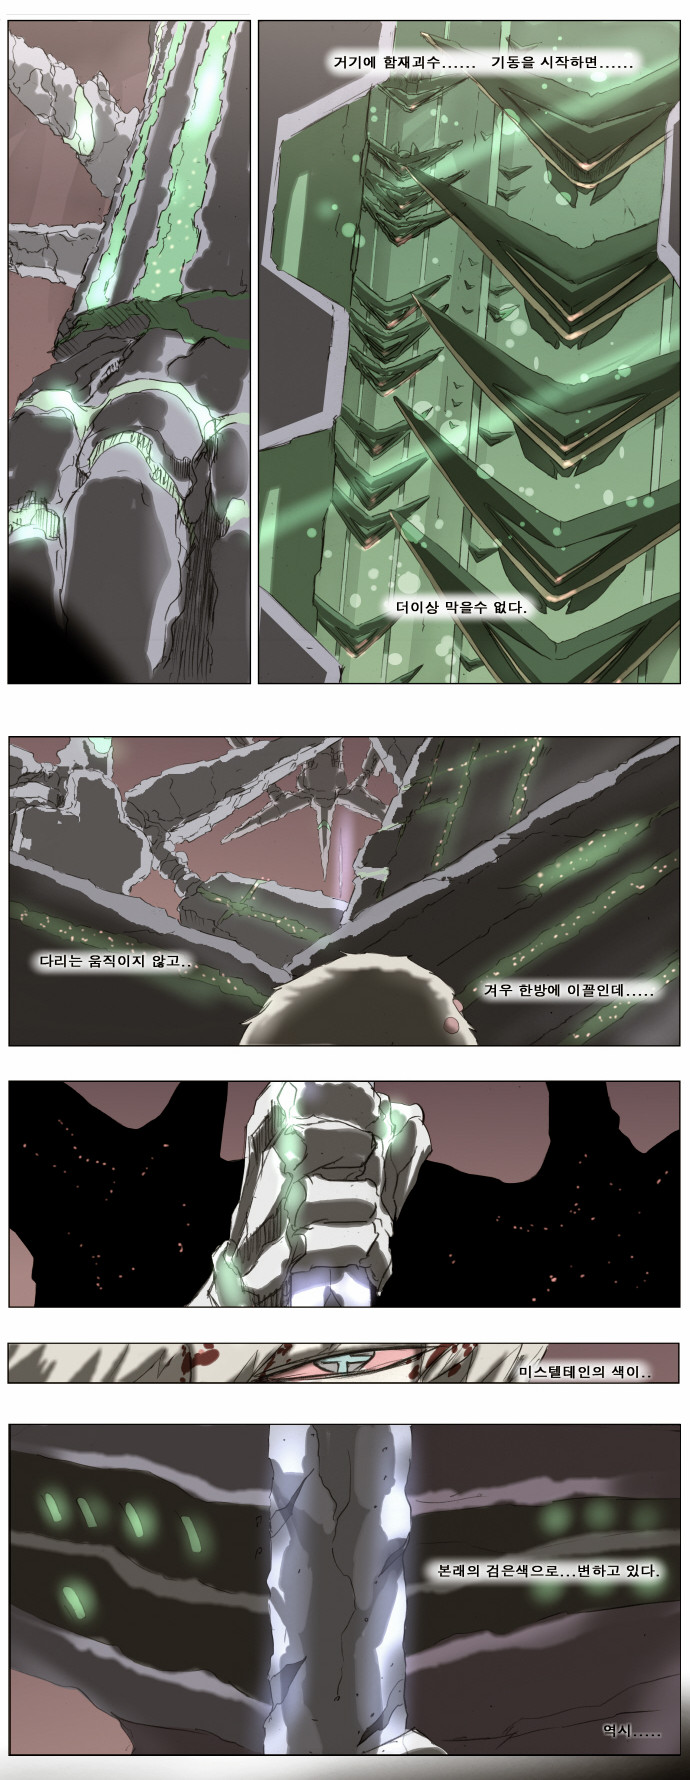 거기에 함재괴수......
기동을 시작하면......
더이상 막을수 없다.
다리는 움직이지 않고..
겨우 한방에 이꼴인데.....
미스텔테인의 색이..
본래의 검은색으로...변하고 있다.
역시.....